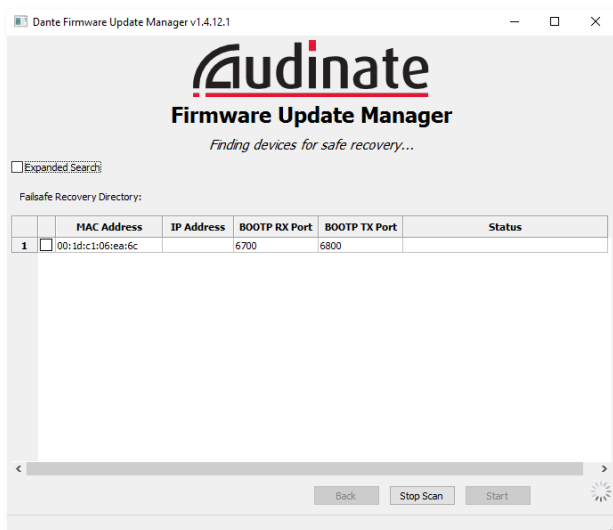 Dante Firmware Update Manager v1.4.12.1
Audinate
Firmware Update Manager
Finding devices for safe recovery...
Expanded Search
Failsafe Recovery Directory:
MAC Address IP Address BOOTP RX Port BOOTP TX Port Status
1 00:1d:c1:06:ea:6c 6700 6800
Back Stop Scan Start